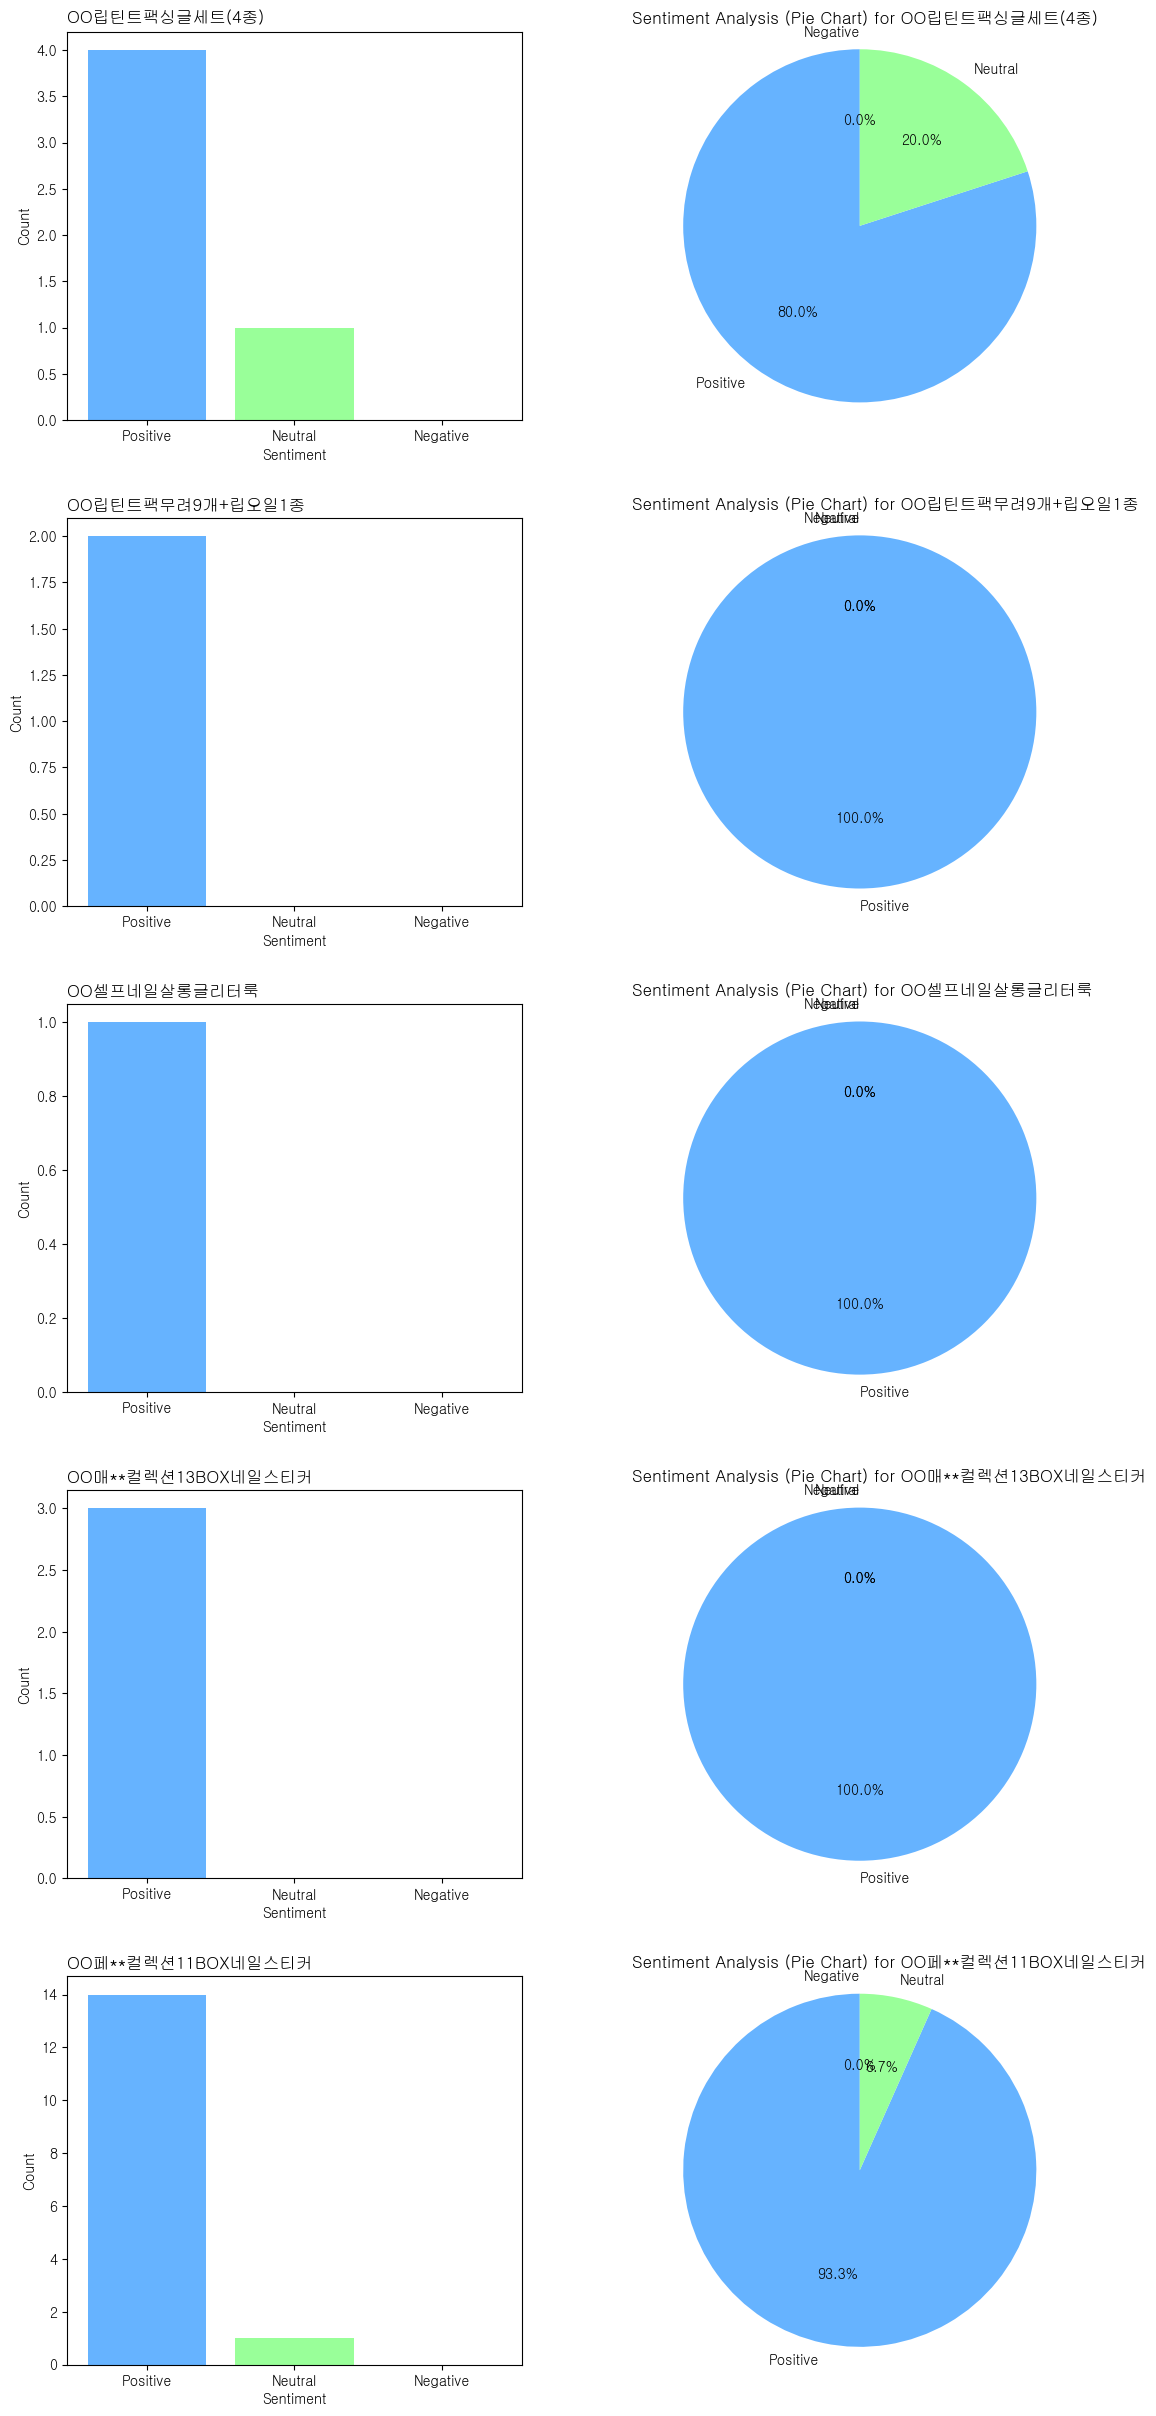 OO립틴트팩싱글세트(4종)
4.0
3.5
3.0
2.5
2.0
1.5
1.0
0.5
0.0
Count
Positive
Neutral
Negative
Sentiment
Sentiment Analysis (Pie Chart) for OO립틴트팩싱글세트(4종)
Negative
Neutral
0.0%
20.0%
80.0%
Positive
OO립틴트팩무려9개+립오일1종
2.00
1.75
1.50
1.25
1.00
0.75
0.50
0.25
0.00
Count
Positive
Neutral
Negative
Sentiment
Sentiment Analysis (Pie Chart) for OO립틴트팩무려9개+립오일1종
Negative
Neutral
0.0%
100.0%
Positive
OO셀프네일살롱글리터룩
1.0
0.8
0.6
0.4
0.2
0.0
Count
Positive
Neutral
Negative
Sentiment
Sentiment Analysis (Pie Chart) for OO셀프네일살롱글리터룩
Negative
Neutral
0.0%
100.0%
Positive
OO매**컬렉션13BOX네일스티커
3.0
2.5
2.0
1.5
1.0
0.5
0.0
Count
Positive
Neutral
Negative
Sentiment
Sentiment Analysis (Pie Chart) for OO매**컬렉션13BOX네일스티커
Negative
Neutral
0.0%
100.0%
Positive
OO페**컬렉션11BOX네일스티커
14
12
10
8
6
4
2
0
Count
Positive
Neutral
Negative
Sentiment
Sentiment Analysis (Pie Chart) for OO페**컬렉션11BOX네일스티커
Negative
Neutral
0.0%
6.7%
93.3%
Positive